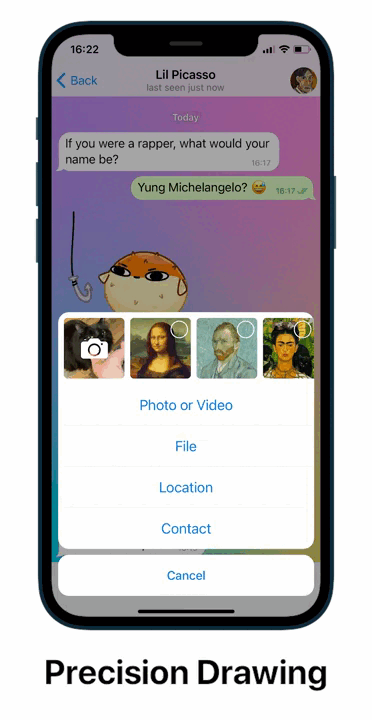 16:22
Back
Lil Picasso
last seen just now
Today
If you were a rapper, what would your
name be?
16:17
Yung Michelangelo? 😅
16:17
Photo or Video
File
Location
Contact
Cancel
Precision Drawing